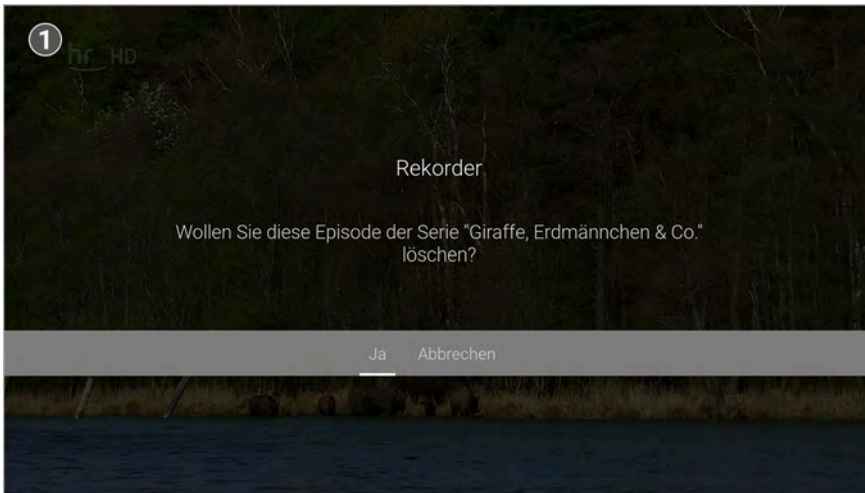 1
hr HD
Rekorder
Wollen Sie diese Episode der Serie "Giraffe, Erdmännchen & Co."
löschen?
Ja Abbrechen